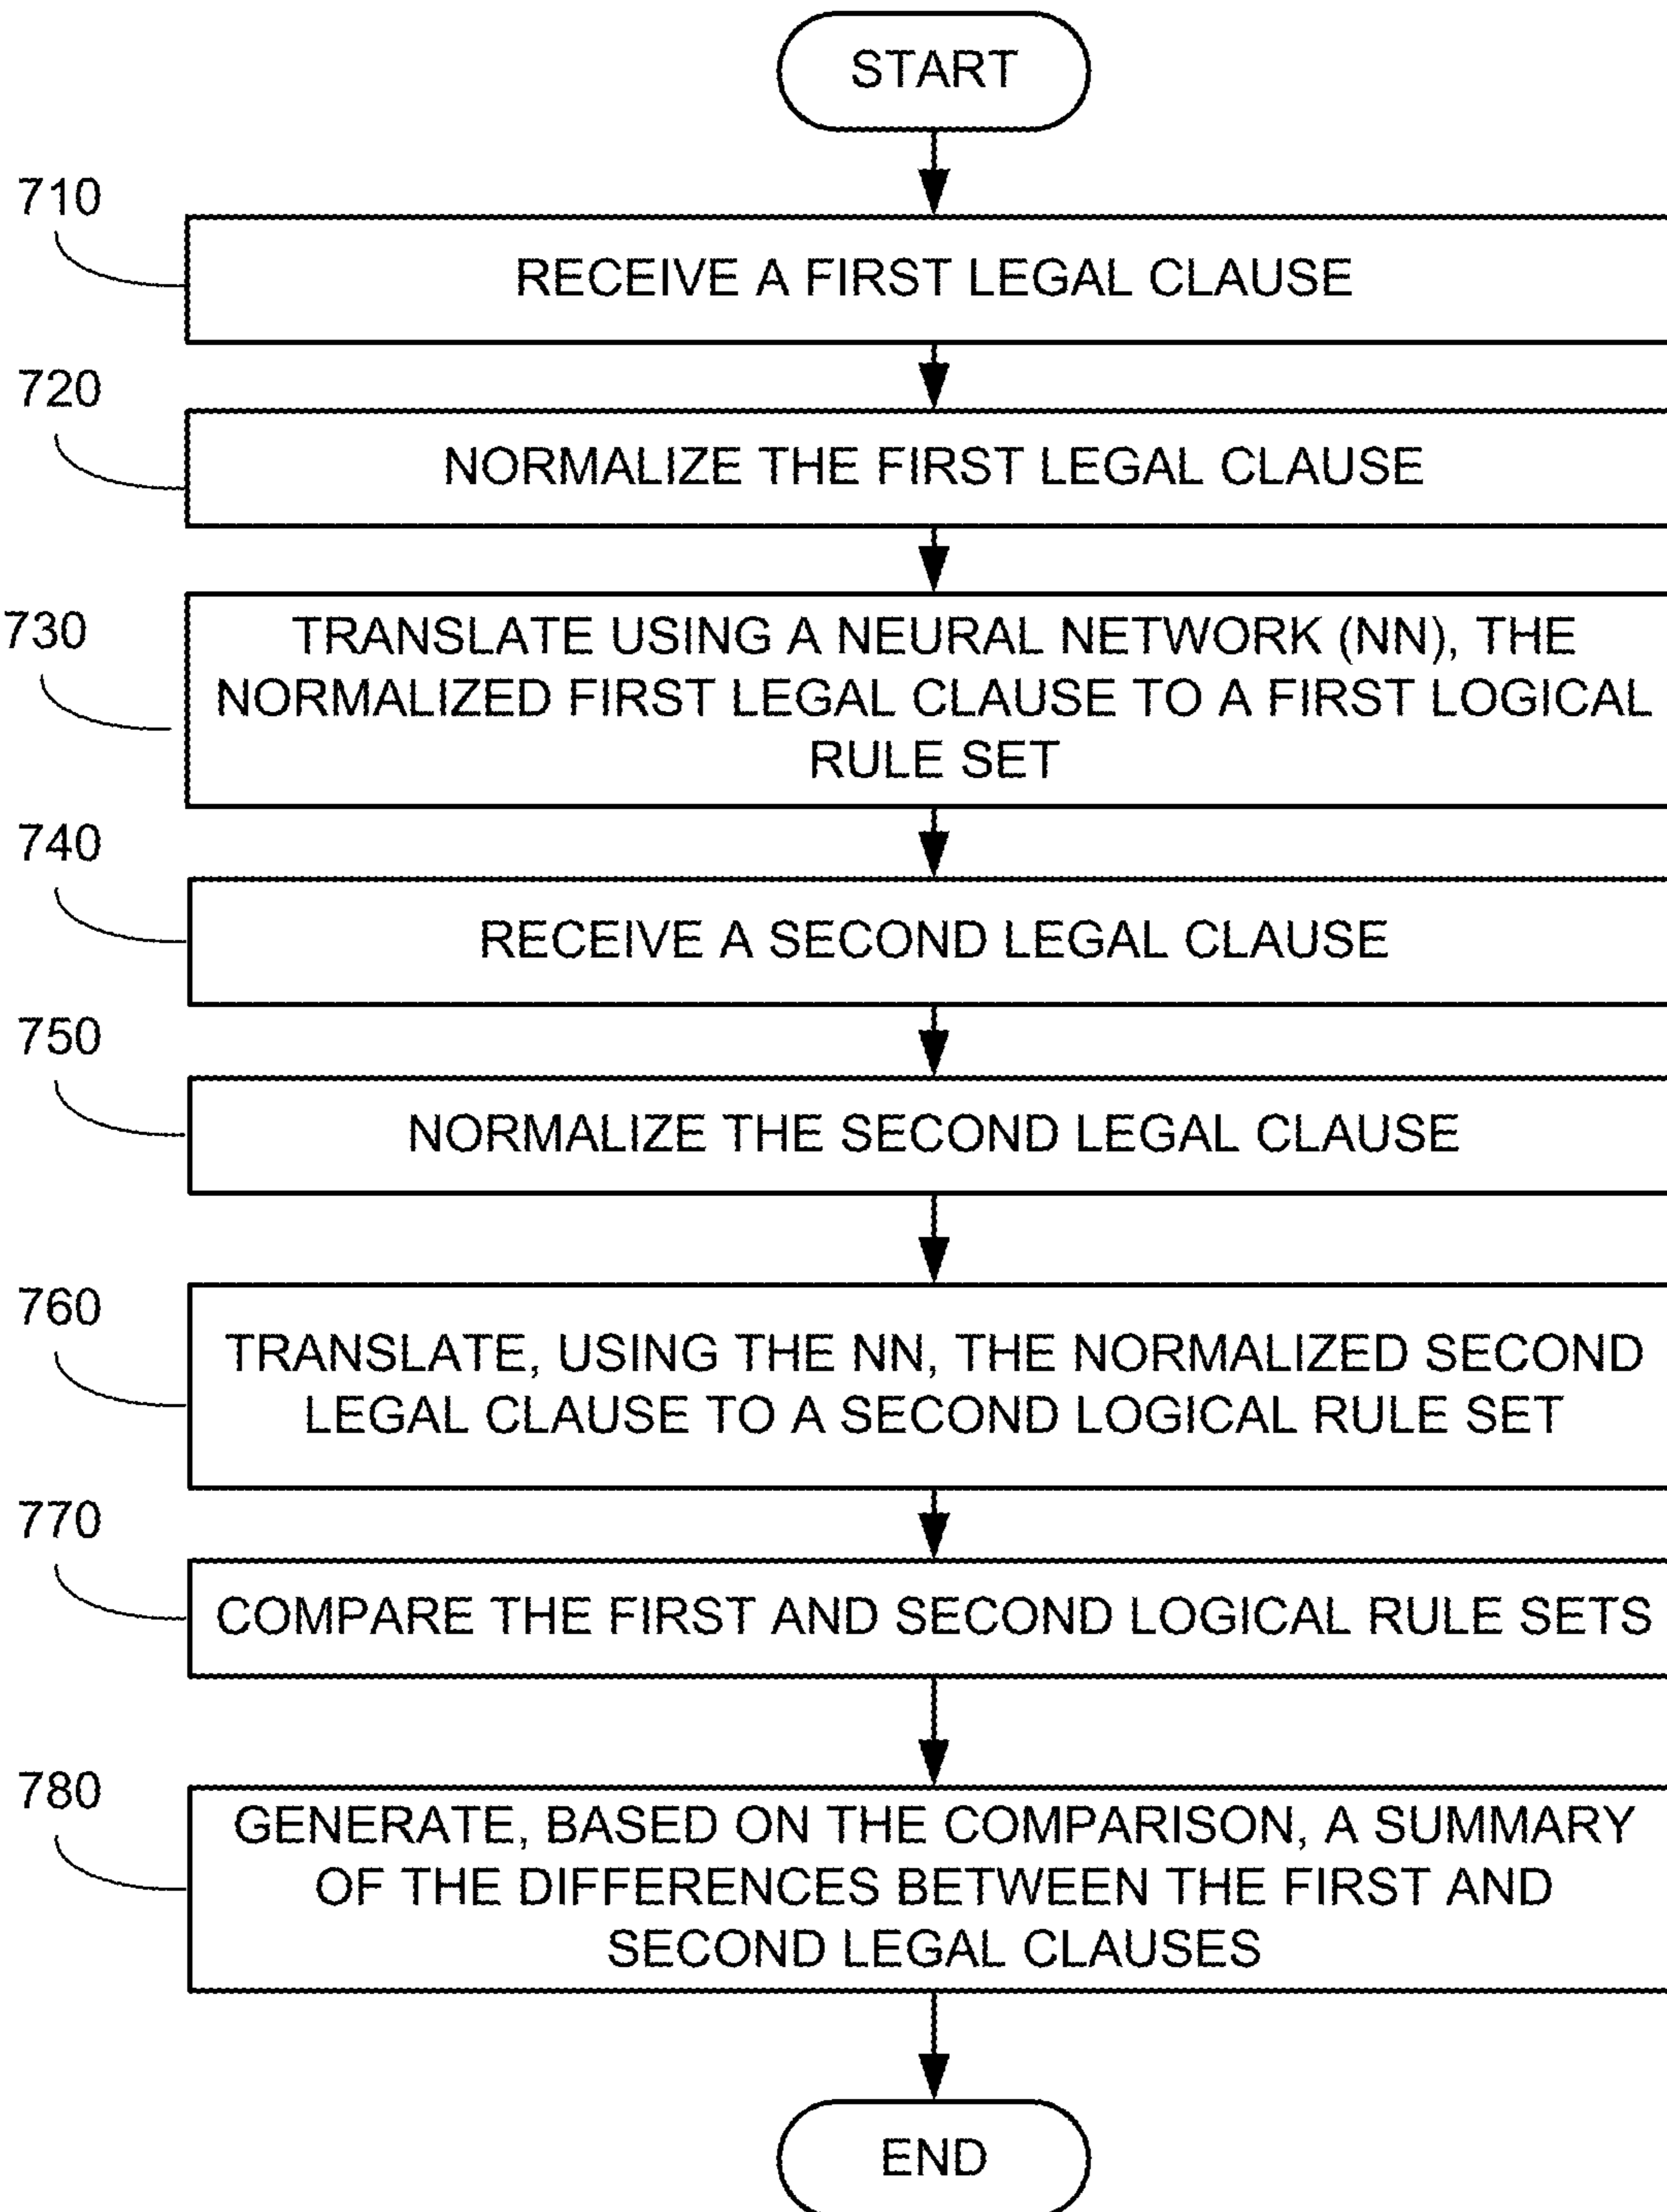 START
710
RECEIVE A FIRST LEGAL CLAUSE
720
NORMALIZE THE FIRST LEGAL CLAUSE
730
TRANSLATE USING A NEURAL NETWORK (NN), THE
NORMALIZED FIRST LEGAL CLAUSE TO A FIRST LOGICAL
RULE SET
740
RECEIVE A SECOND LEGAL CLAUSE
750
NORMALIZE THE SECOND LEGAL CLAUSE
760
TRANSLATE, USING THE NN, THE NORMALIZED SECOND
LEGAL CLAUSE TO A SECOND LOGICAL RULE SET
770
COMPARE THE FIRST AND SECOND LOGICAL RULE SETS
780
GENERATE, BASED ON THE COMPARISON, A SUMMARY
OF THE DIFFERENCES BETWEEN THE FIRST AND
SECOND LEGAL CLAUSES
END